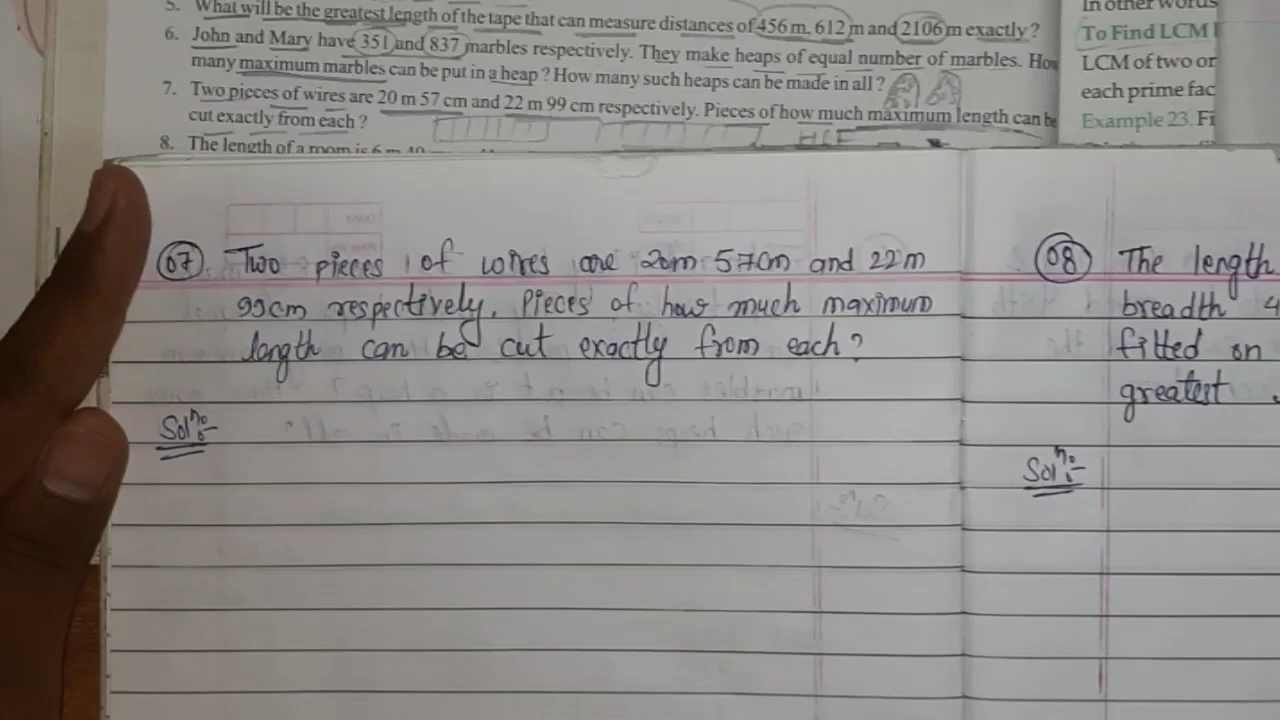 5. What will be the greatest length of the tape that can measure distances of 456 m, 612 m and 2106 m exactly?
6. John and Mary have 351 and 837 marbles respectively. They make heaps of equal number of marbles. How
many maximum marbles can be put in a heap? How many such heaps can be made in all?
7. Two pieces of wires are 20 m 57 cm and 22 m 99 cm respectively. Pieces of how much maximum length can be
cut exactly from each?
HCF
8. The length of a room is 6 m 40
In other words
To Find LCM
LCM of two or
each prime fac
Example 23. Fi
07. Two pieces of wires are 20m 57cm and 22m
99cm respectively. Pieces of how much maximum
length can be cut exactly from each?
Solⁿ:-
08 The length
breadth 4
fitted on
greatest
Solⁿ:-